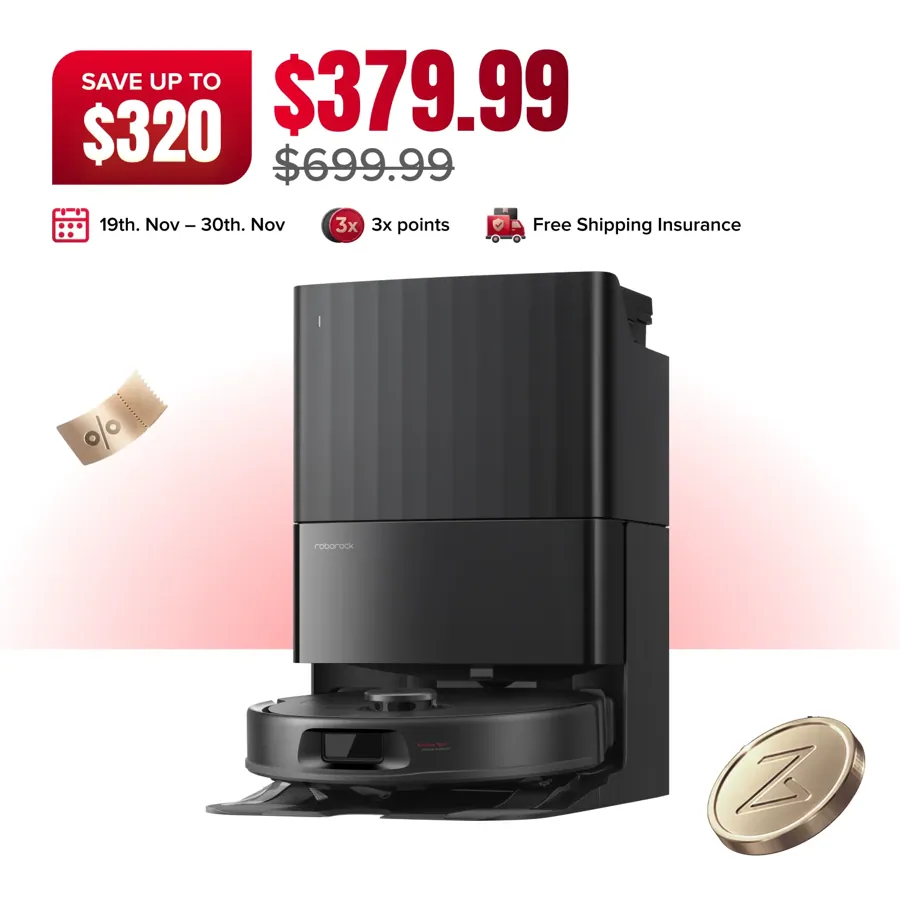 SAVE UP TO
$320
$379.99
$699.99
19th. Nov – 30th. Nov
3x
3x points
Free Shipping Insurance
%
roborock